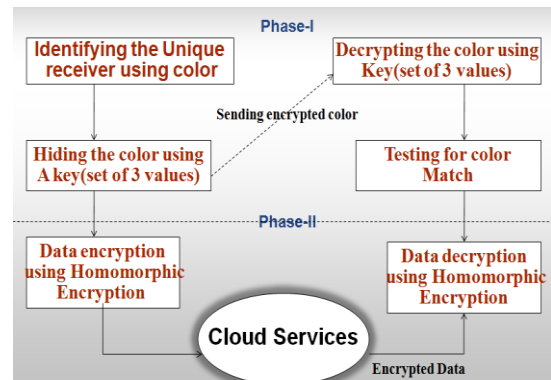 Phase-I
Identifying the Unique
receiver using color
Decrypting the color using
Key(set of 3 values)
Sending encrypted color
Hiding the color using
A key(set of 3 values)
Testing for color
Match
Phase-II
Data encryption
using Homomorphic
Encryption
Data decryption
using Homomorphic
Encryption
Cloud Services
Encrypted Data